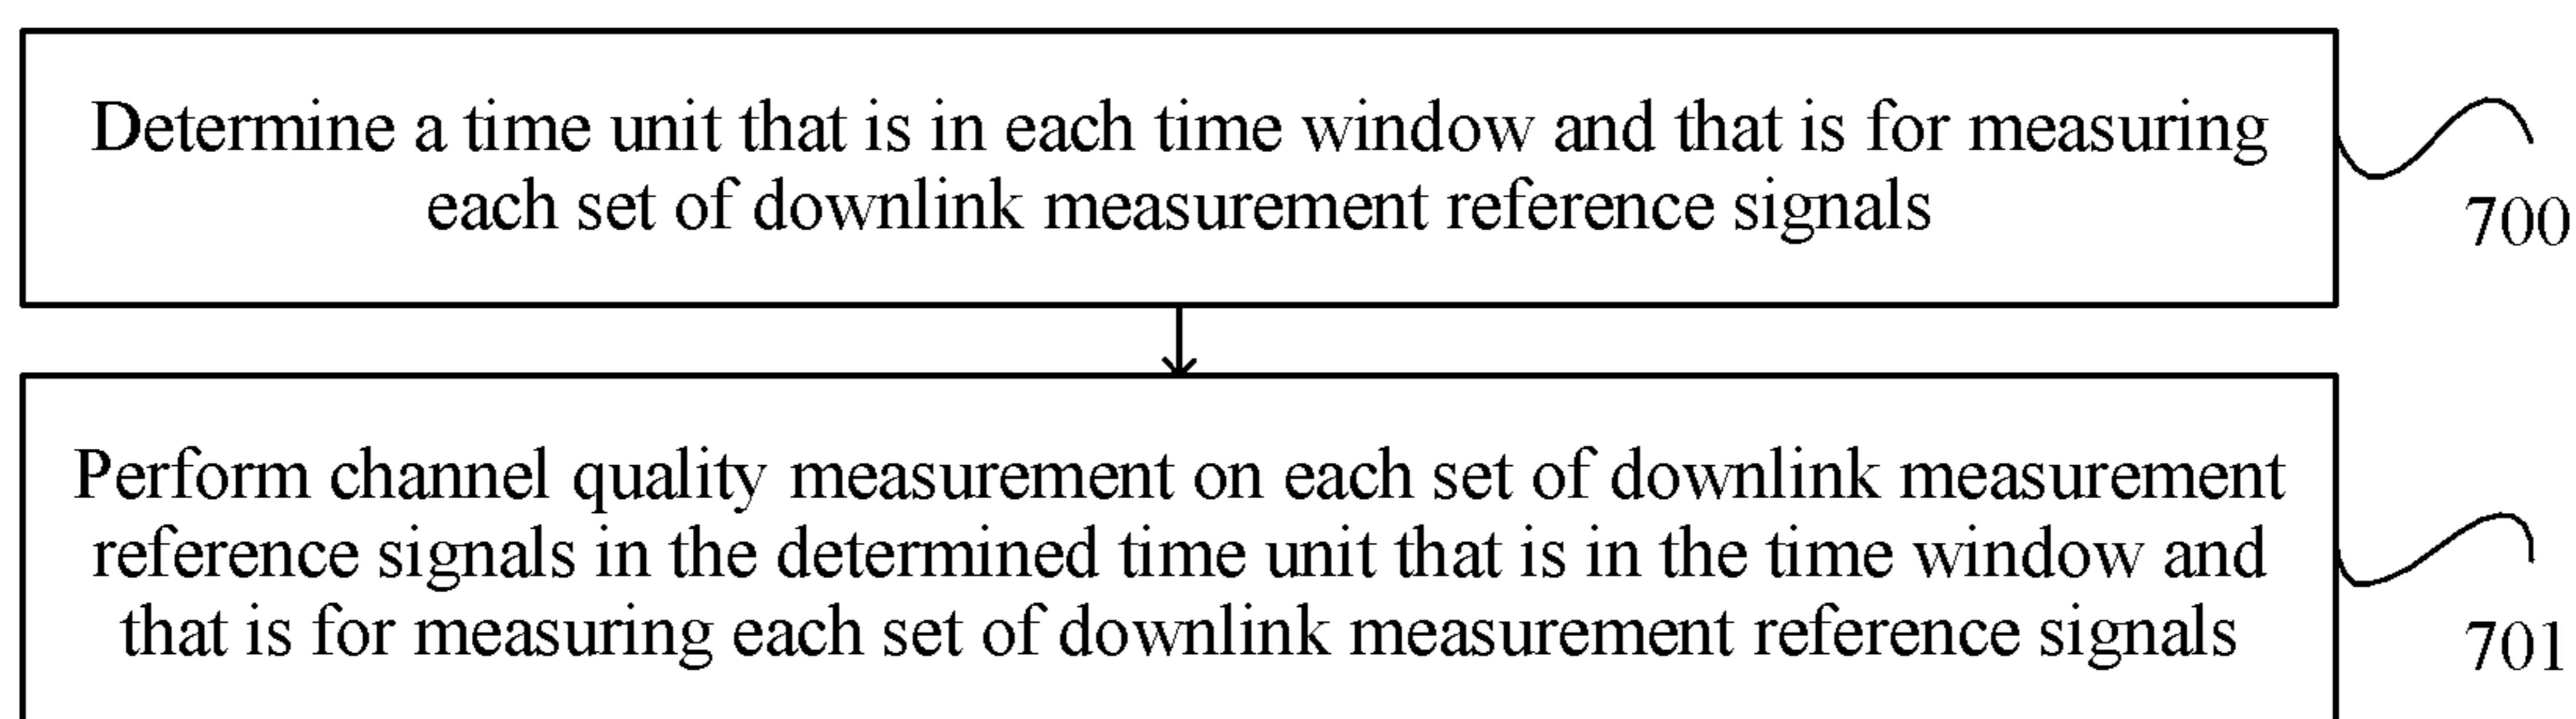 Determine a time unit that is in each time window and that is for measuring
each set of downlink measurement reference signals
700
Perform channel quality measurement on each set of downlink measurement
reference signals in the determined time unit that is in the time window and
that is for measuring each set of downlink measurement reference signals
701